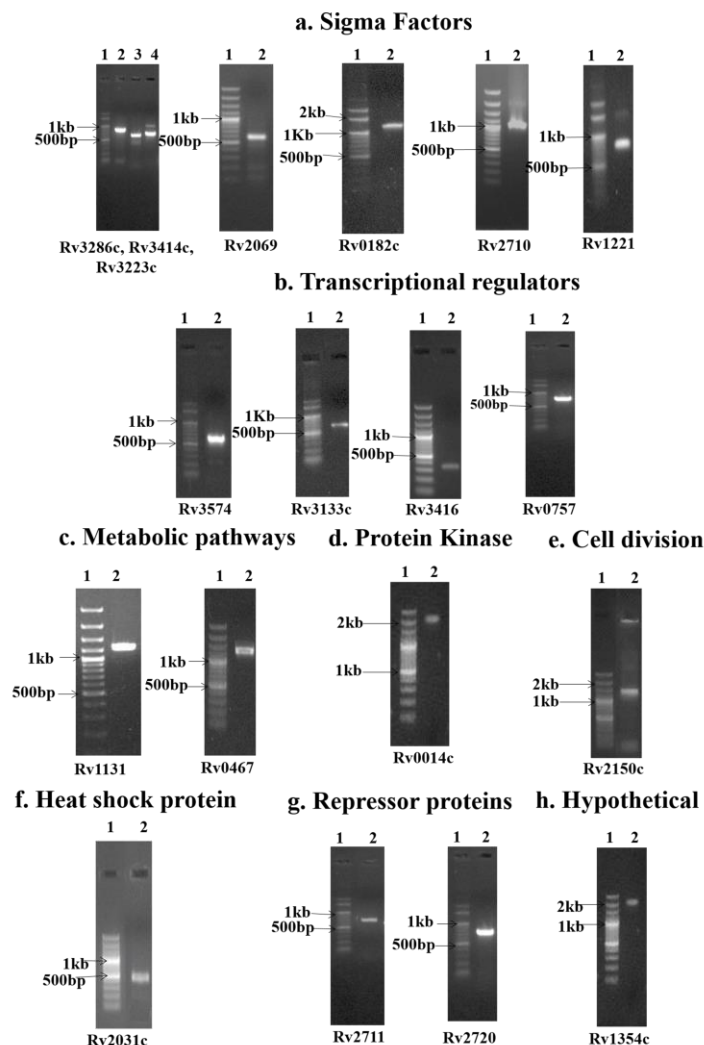 a. Sigma Factors
1 2 3 4
1kb
500bp
Rv3286c, Rv3414c,
Rv3223c
1 2
1kb
500bp
Rv2069
1 2
2kb
1Kb
500bp
Rv0182c
1 2
1kb
500bp
Rv2710
1 2
1kb
500bp
Rv1221
b. Transcriptional regulators
1 2
1kb
500bp
Rv3574
1 2
1Kb
500bp
Rv3133c
1 2
1kb
500bp
Rv3416
1 2
1kb
500bp
Rv0757
c. Metabolic pathways
1 2
1kb
500bp
Rv1131
1 2
1kb
500bp
Rv0467
d. Protein Kinase
1 2
2kb
1kb
Rv0014c
e. Cell division
1 2
2kb
1kb
Rv2150c
f. Heat shock protein
1 2
1kb
500bp
Rv2031c
g. Repressor proteins
1 2
1kb
500bp
Rv2711
1 2
1kb
500bp
Rv2720
h. Hypothetical
1 2
2kb
1kb
Rv1354c